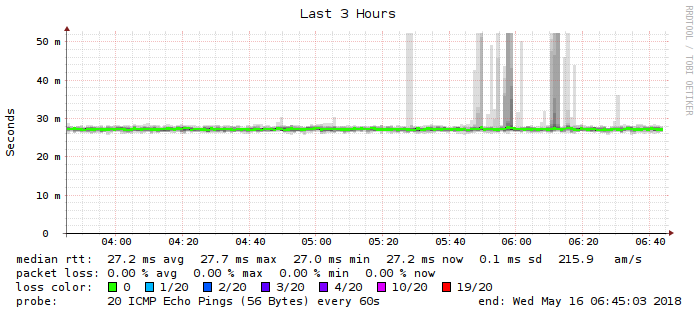 Last 3 Hours
RRDTOOL / TOBI OETIKER
Seconds
50 m
40 m
30 m
20 m
10 m
0
04:00 04:20 04:40 05:00 05:20 05:40 06:00 06:20 06:40
median rtt: 27.2 ms avg 27.7 ms max 27.0 ms min 27.2 ms now 0.1 ms sd 215.9 am/s
packet loss: 0.00 % avg 0.00 % max 0.00 % min 0.00 % now
loss color: 0 1/20 2/20 3/20 4/20 10/20 19/20
probe: 20 ICMP Echo Pings (56 Bytes) every 60s end: Wed May 16 06:45:03 2018